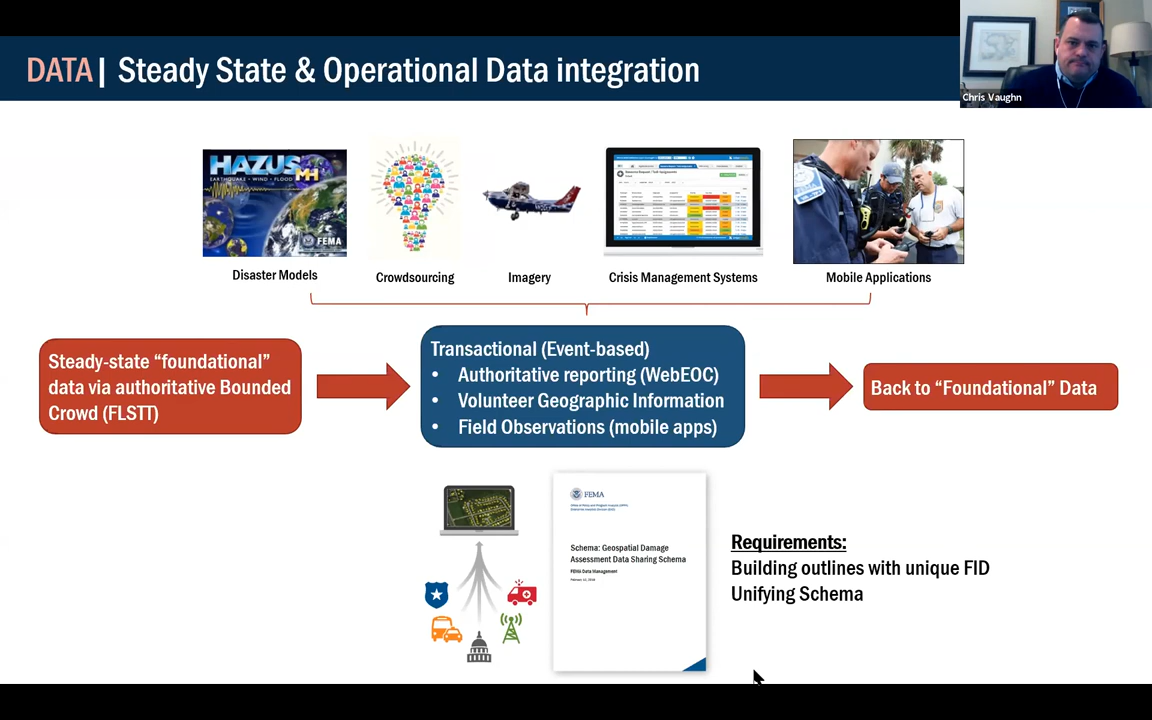 DATA| Steady State & Operational Data integration
Chris Vaughn
HAZUS
MH
EARTHQUAKE • WIND • FLOOD
FEMA
Disaster Models
Crowdsourcing
Imagery
Crisis Management Systems
Mobile Applications
Steady-state “foundational”
data via authoritative Bounded
Crowd (FLSTT)
Transactional (Event-based)
• Authoritative reporting (WebEOC)
• Volunteer Geographic Information
• Field Observations (mobile apps)
Back to “Foundational” Data
FEMA
Schema: Geospatial Damage
Assessment Data Sharing Schema
FEMA Data Management
Requirements:
Building outlines with unique FID
Unifying Schema